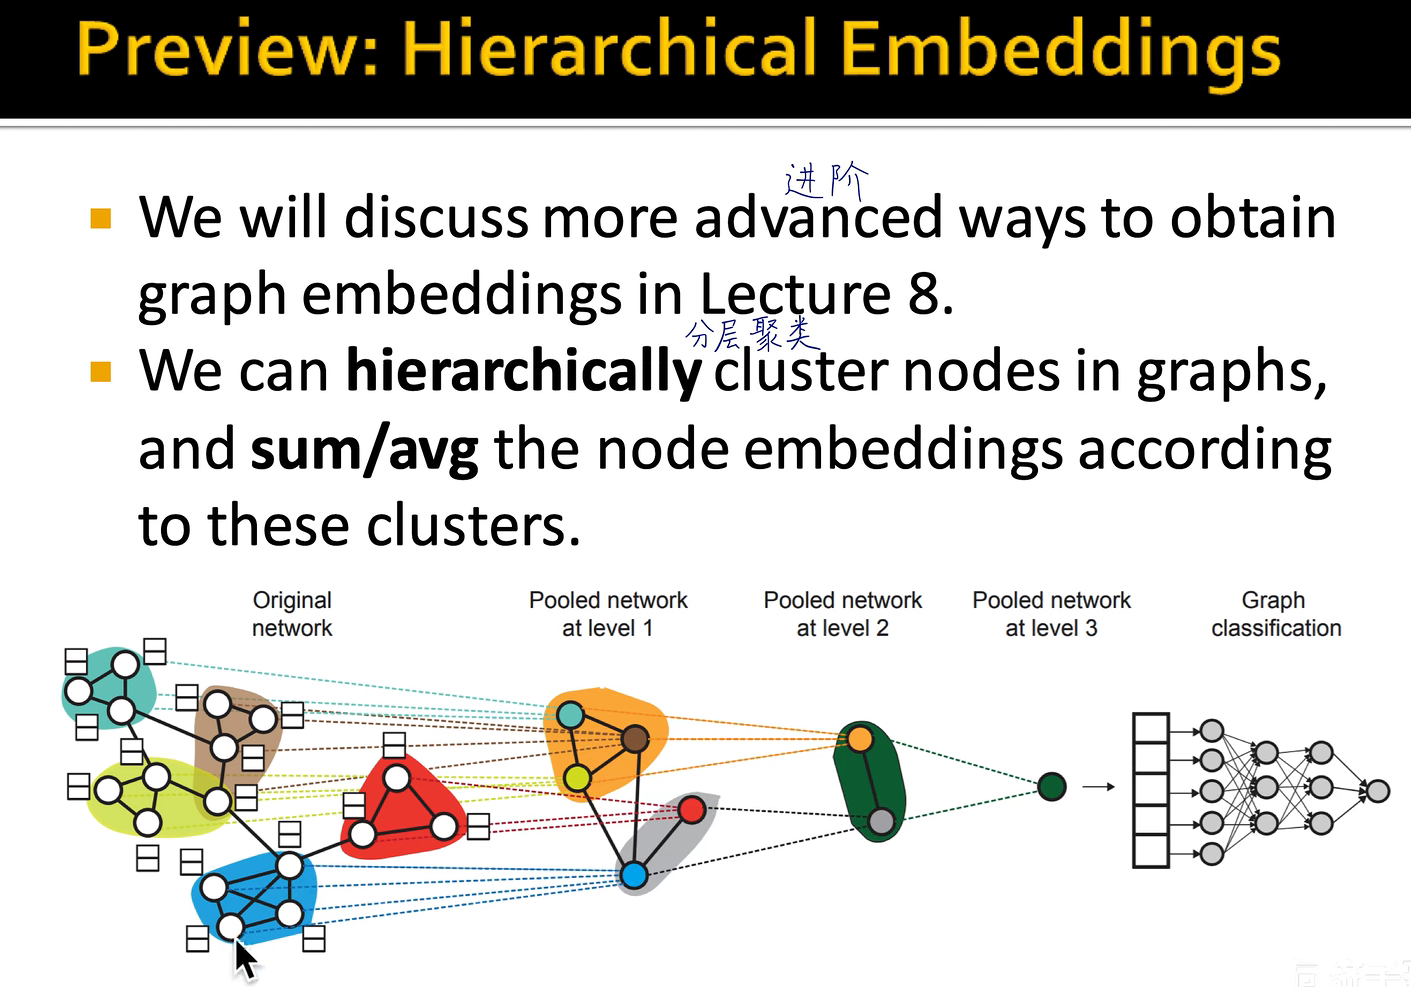 Preview: Hierarchical Embeddings
进阶
We will discuss more advanced ways to obtain
graph embeddings in Lecture 8.
分层聚类
We can hierarchically cluster nodes in graphs,
and sum/avg the node embeddings according
to these clusters.
Original
network
Pooled network
at level 1
Pooled network
at level 2
Pooled network
at level 3
Graph
classification